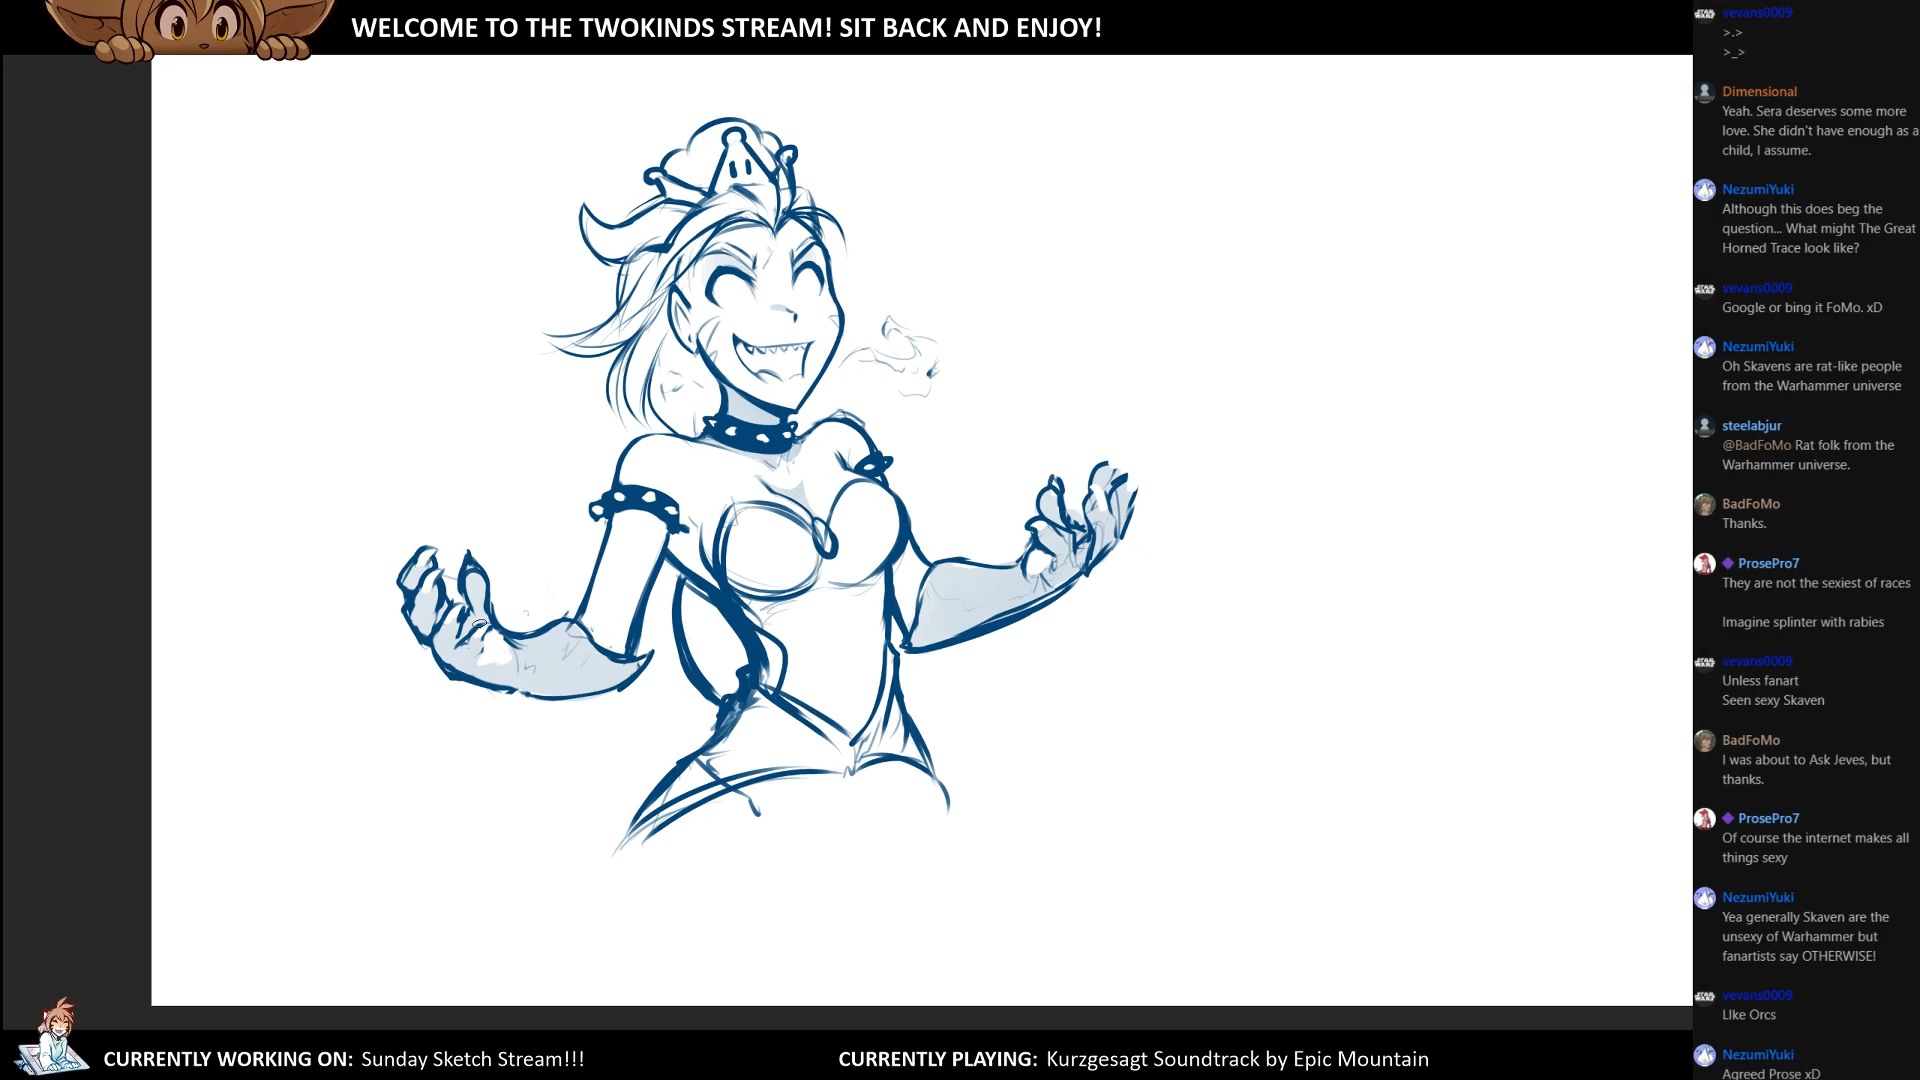 WELCOME TO THE TWOKINDS STREAM! SIT BACK AND ENJOY!
vevans0009
>.>
>_>
Dimensional
Yeah. Sera deserves some more
love. She didn't have enough as a
child, I assume.
NezumiYuki
Although this does beg the
question... What might The Great
Horned Trace look like?
vevans0009
Google or bing it FoMo. xD
NezumiYuki
Oh Skavens are rat-like people
from the Warhammer universe
steelabjur
@BadFoMo Rat folk from the
Warhammer universe.
BadFoMo
Thanks.
ProsePro7
They are not the sexiest of races
Imagine splinter with rabies
vevans0009
Unless fanart
Seen sexy Skaven
BadFoMo
I was about to Ask Jeves, but
thanks.
ProsePro7
Of course the internet makes all
things sexy
NezumiYuki
Yea generally Skaven are the
unsexy of Warhammer but
fanartists say OTHERWISE!
vevans0009
LIke Orcs
NezumiYuki
Agreed Prose xD
CURRENTLY WORKING ON: Sunday Sketch Stream!!!
CURRENTLY PLAYING: Kurzgesagt Soundtrack by Epic Mountain